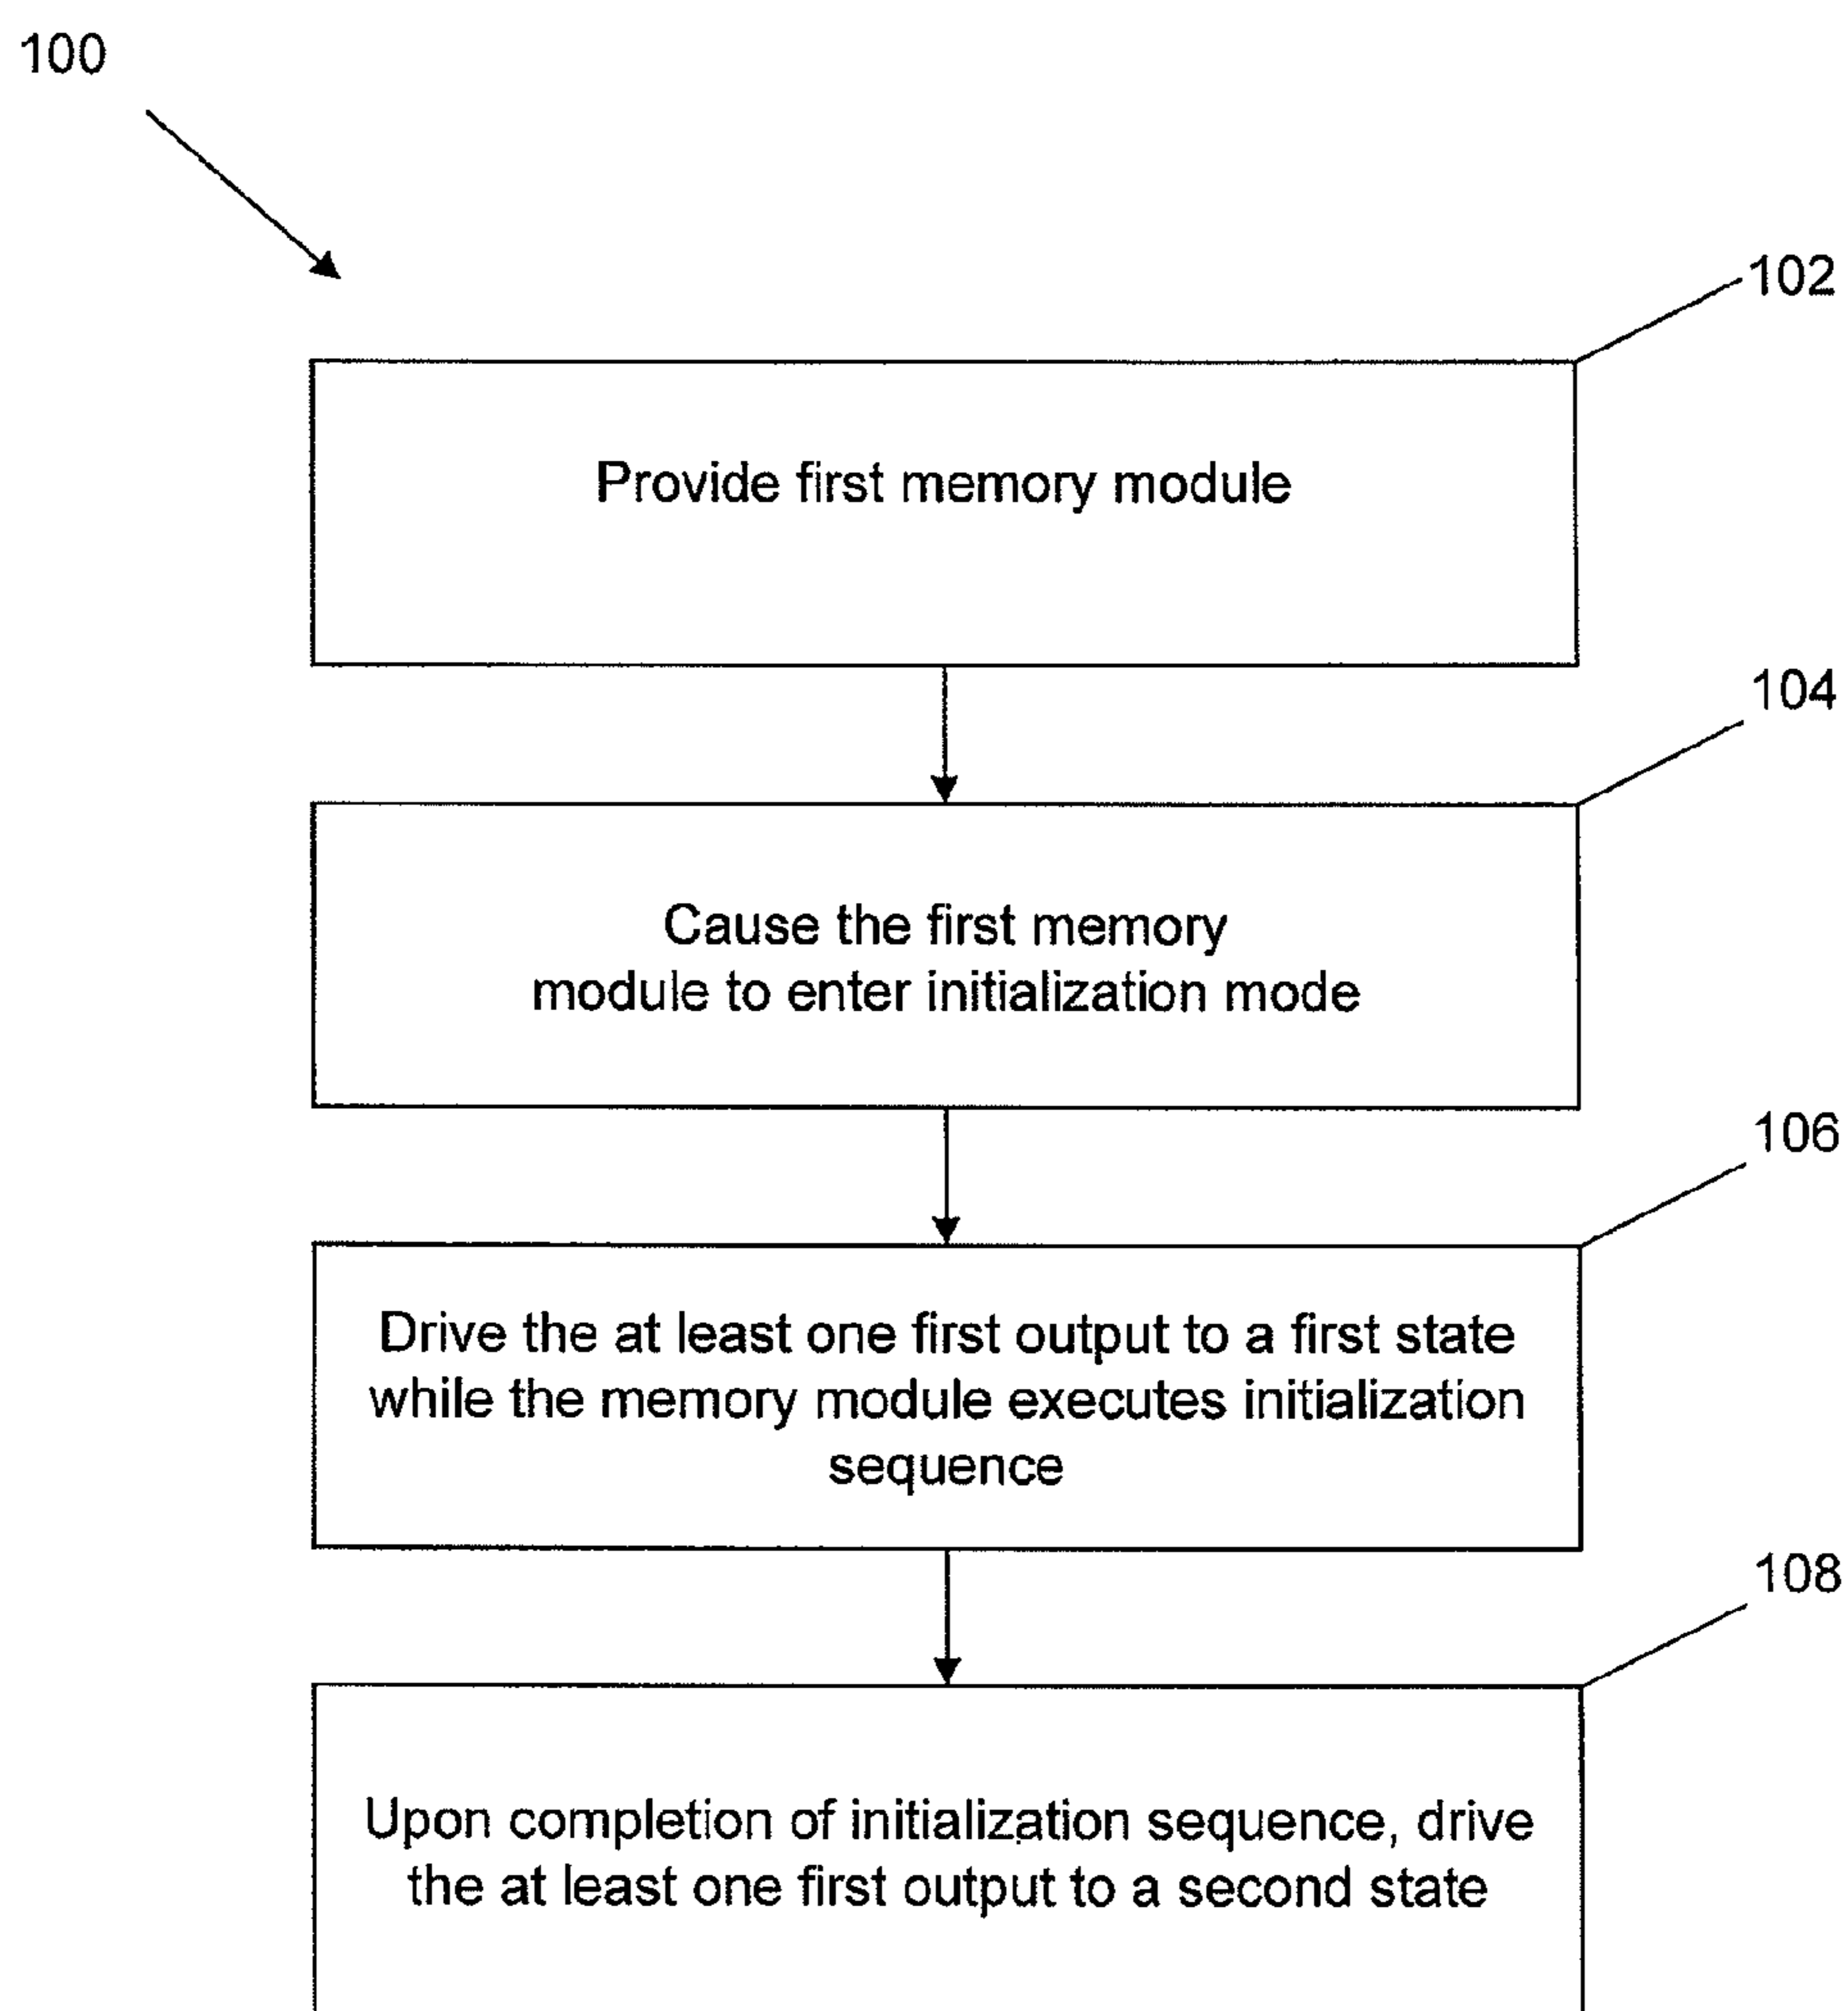 100
102
Provide first memory module
104
Cause the first memory
module to enter initialization mode
106
Drive the at least one first output to a first state
while the memory module executes initialization
sequence
108
Upon completion of initialization sequence, drive
the at least one first output to a second state